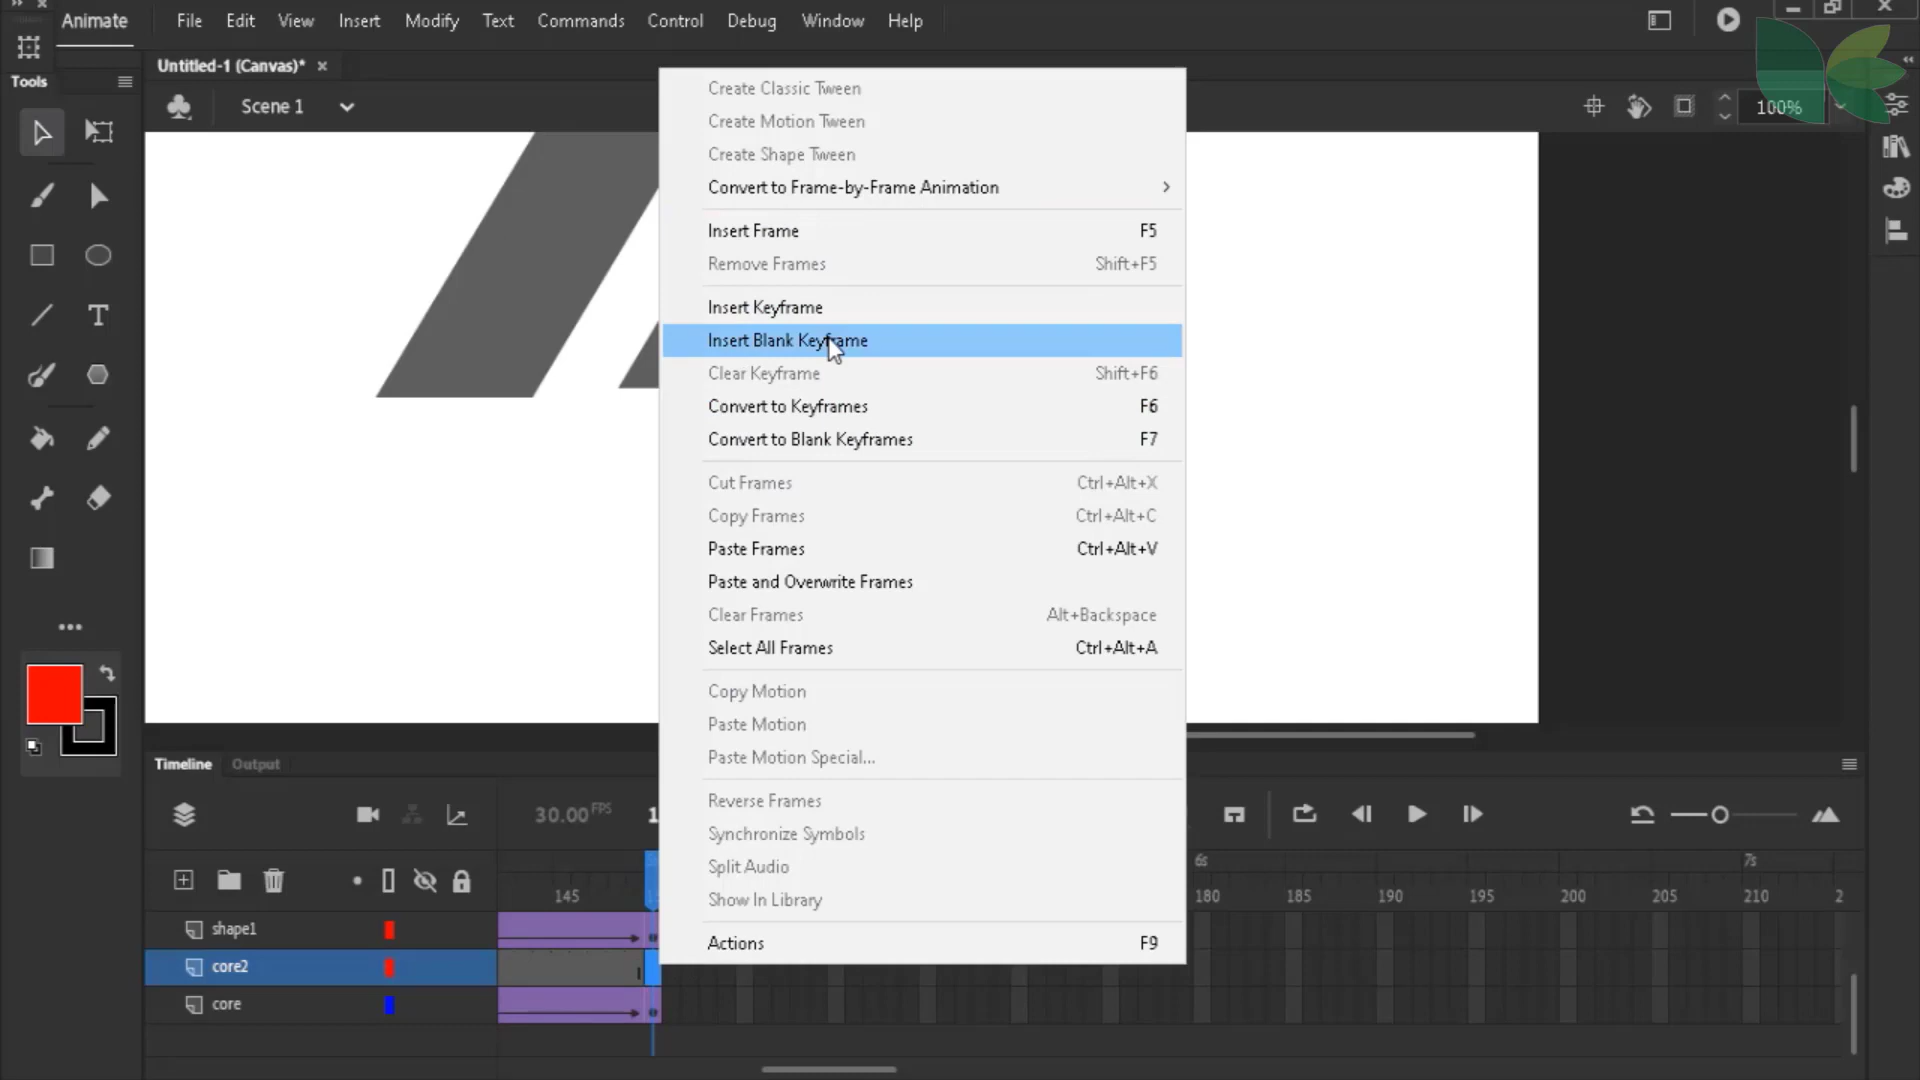 Animate
File Edit View Insert Modify Text Commands Control Debug Window Help
Tools
Untitled-1 (Canvas)* ×
Scene 1
100%
Create Classic Tween
Create Motion Tween
Create Shape Tween
Convert to Frame-by-Frame Animation
Insert Frame F5
Remove Frames Shift+F5
Insert Keyframe
Insert Blank Keyframe
Clear Keyframe Shift+F6
Convert to Keyframes F6
Convert to Blank Keyframes F7
Cut Frames Ctrl+Alt+X
Copy Frames Ctrl+Alt+C
Paste Frames Ctrl+Alt+V
Paste and Overwrite Frames
Clear Frames Alt+Backspace
Select All Frames Ctrl+Alt+A
Copy Motion
Paste Motion
Paste Motion Special...
Reverse Frames
Synchronize Symbols
Split Audio
Show In Library
Actions F9
Timeline Output
30.00 FPS
6s 7s
145 180 185 190 195 200 205 210
shape1
core2
core